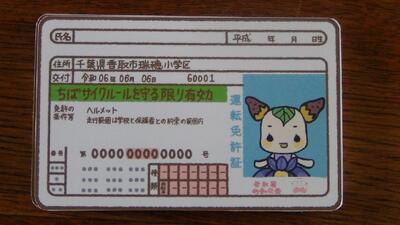 氏名 平成 年 月 日生
住所 千葉県香取市瑞穂小学区
交付 令和06年06月06日 60001
ちばサイクルールを守る限り有効
免許の
条件等
ヘルメット
走行範囲は学校と保護者との約束の範囲内
運転免許証
第 0000000000000 号